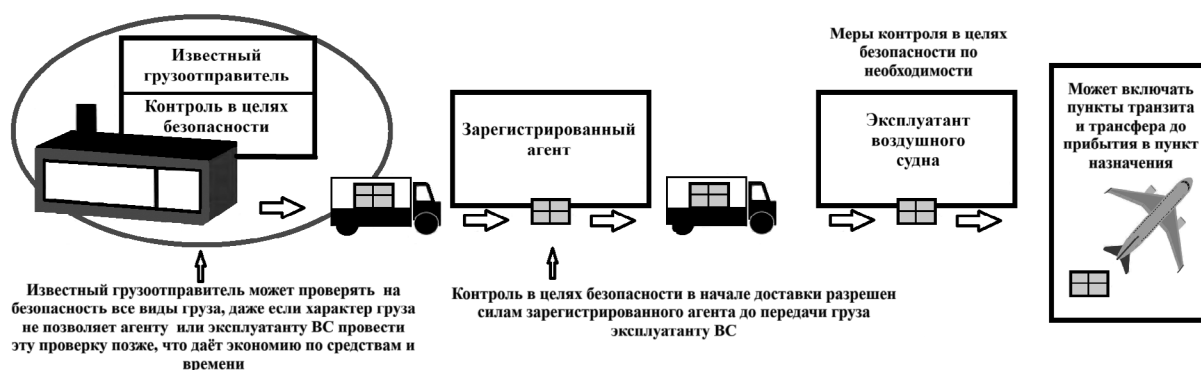 Известный
грузоотправитель
Контроль в целях
безопасности
Известный грузоотправитель может проверять на
безопасность все виды груза, даже если характер груза
не позволяет агенту или эксплуатанту ВС провести
эту проверку позже, что даёт экономию по средствам и
времени
Зарегистрированный
агент
Контроль в целях безопасности в начале доставки разрешен
силам зарегистрированного агента до передачи груза
эксплуатанту ВС
Меры контроля в целях
безопасности по
необходимости
Эксплуатант
воздушного
судна
Может включать
пункты транзита
и трансфера до
прибытия в пункт
назначения